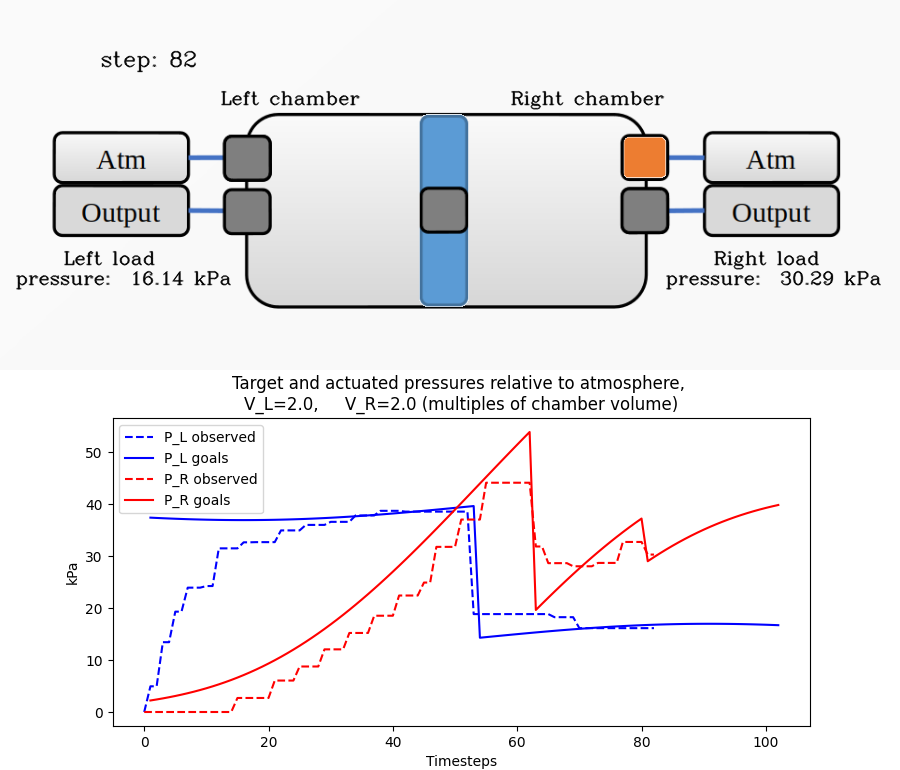 step: 82
Left chamber
Right chamber
Atm
Atm
Output
Output
Left load
pressure: 16.14 kPa
Right load
pressure: 30.29 kPa
Target and actuated pressures relative to atmosphere,
V_L=2.0, V_R=2.0 (multiples of chamber volume)
P_L observed
P_L goals
P_R observed
P_R goals
kPa
50
40
30
20
10
0
0 20 40 60 80 100
Timesteps